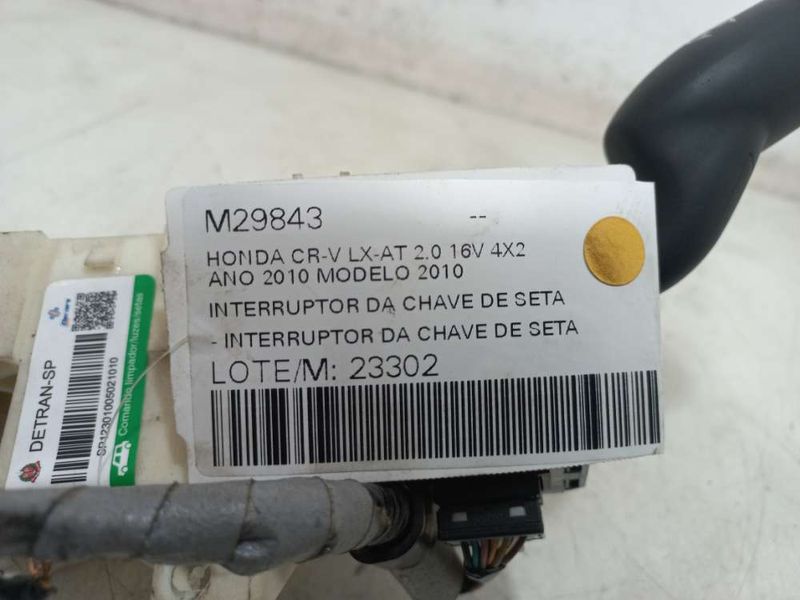 M29843 --
HONDA CR-V LX-AT 2.0 16V 4X2
ANO 2010 MODELO 2010
INTERRUPTOR DA CHAVE DE SETA
- INTERRUPTOR DA CHAVE DE SETA
LOTE/M: 23302
DETRAN-SP
SP12301005021010
Comando limpador/luzes/setas